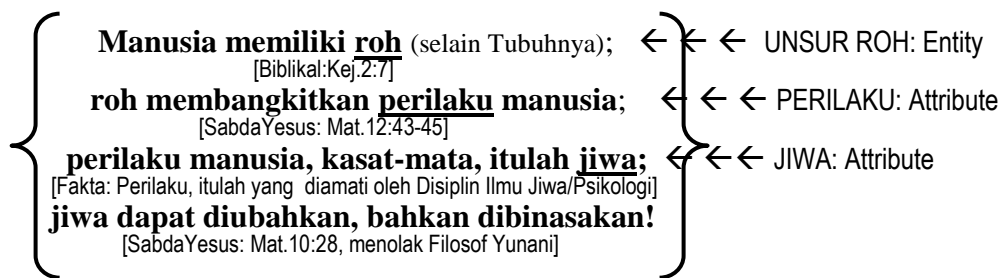 Manusia memiliki roh (selain Tubuhnya); ← ← ← UNSUR ROH: Entity
[Biblikal:Kej.2:7]
roh membangkitkan perilaku manusia; ← ← ← PERILAKU: Attribute
[SabdaYesus: Mat.12:43-45]
perilaku manusia, kasat-mata, itulah jiwa; ← ← ← JIWA: Attribute
[Fakta: Perilaku, itulah yang diamati oleh Disiplin Ilmu Jiwa/Psikologi]
jiwa dapat diubahkan, bahkan dibinasakan!
[SabdaYesus: Mat.10:28, menolak Filosof Yunani]